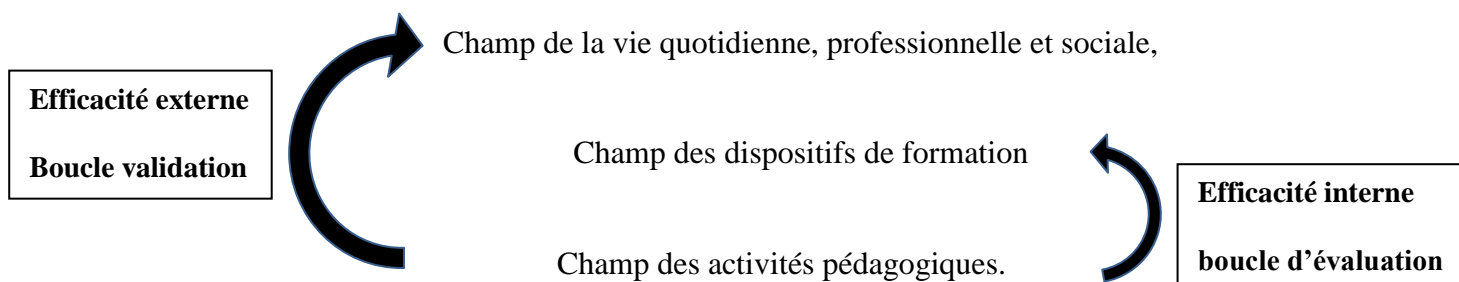 Champ de la vie quotidienne, professionnelle et sociale,
Efficacité externe
Boucle validation
Champ des dispositifs de formation
Efficacité interne
boucle d’évaluation
Champ des activités pédagogiques.